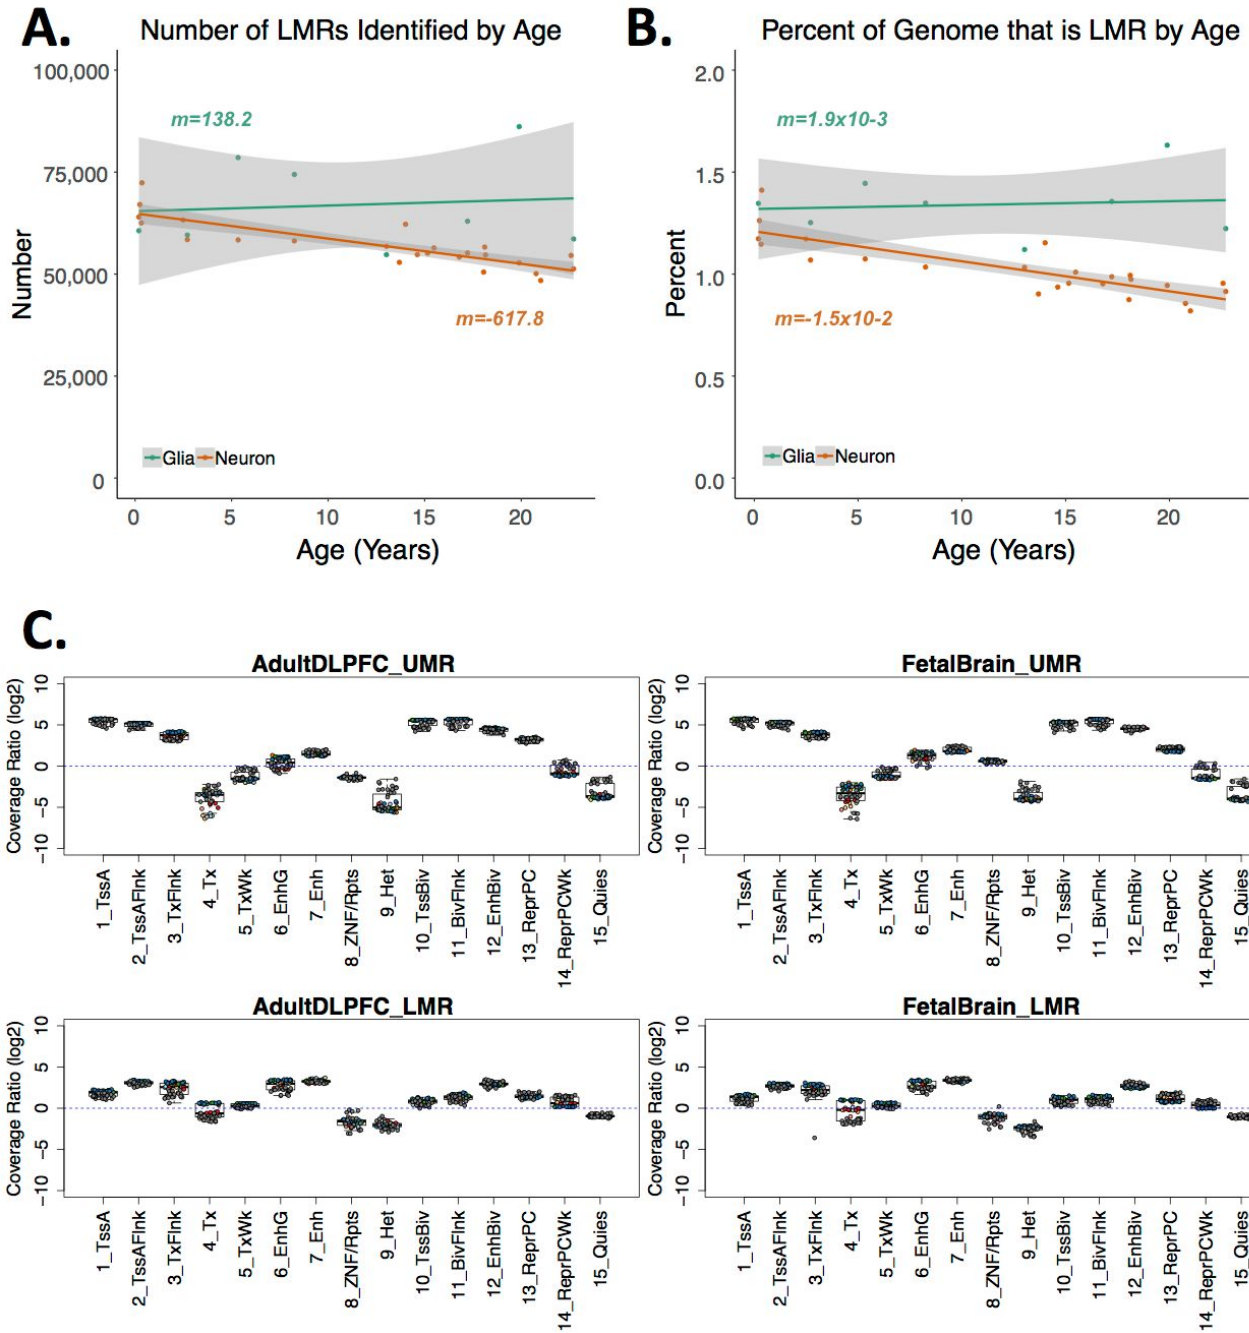 A.
Number of LMRs Identified by Age
100,000
75,000
50,000
25,000
0
Number
m=138.2
m=-617.8
Glia Neuron
0 5 10 15 20
Age (Years)
B.
Percent of Genome that is LMR by Age
2.0
1.5
1.0
0.5
0.0
Percent
m=1.9x10-3
m=-1.5x10-2
Glia Neuron
0 5 10 15 20
Age (Years)
C.
AdultDLPFC_UMR
Coverage Ratio (log2)
10
5
0
−5
−10
1_TssA
2_TssAFlnk
3_TxFlnk
4_Tx
5_TxWk
6_EnhG
7_Enh
8_ZNF/Rpts
9_Het
10_TssBiv
11_BivFlnk
12_EnhBiv
13_ReprPC
14_ReprPCWk
15_Quies
FetalBrain_UMR
Coverage Ratio (log2)
10
5
0
−5
−10
1_TssA
2_TssAFlnk
3_TxFlnk
4_Tx
5_TxWk
6_EnhG
7_Enh
8_ZNF/Rpts
9_Het
10_TssBiv
11_BivFlnk
12_EnhBiv
13_ReprPC
14_ReprPCWk
15_Quies
AdultDLPFC_LMR
Coverage Ratio (log2)
10
5
0
−5
−10
1_TssA
2_TssAFlnk
3_TxFlnk
4_Tx
5_TxWk
6_EnhG
7_Enh
8_ZNF/Rpts
9_Het
10_TssBiv
11_BivFlnk
12_EnhBiv
13_ReprPC
14_ReprPCWk
15_Quies
FetalBrain_LMR
Coverage Ratio (log2)
10
5
0
−5
−10
1_TssA
2_TssAFlnk
3_TxFlnk
4_Tx
5_TxWk
6_EnhG
7_Enh
8_ZNF/Rpts
9_Het
10_TssBiv
11_BivFlnk
12_EnhBiv
13_ReprPC
14_ReprPCWk
15_Quies